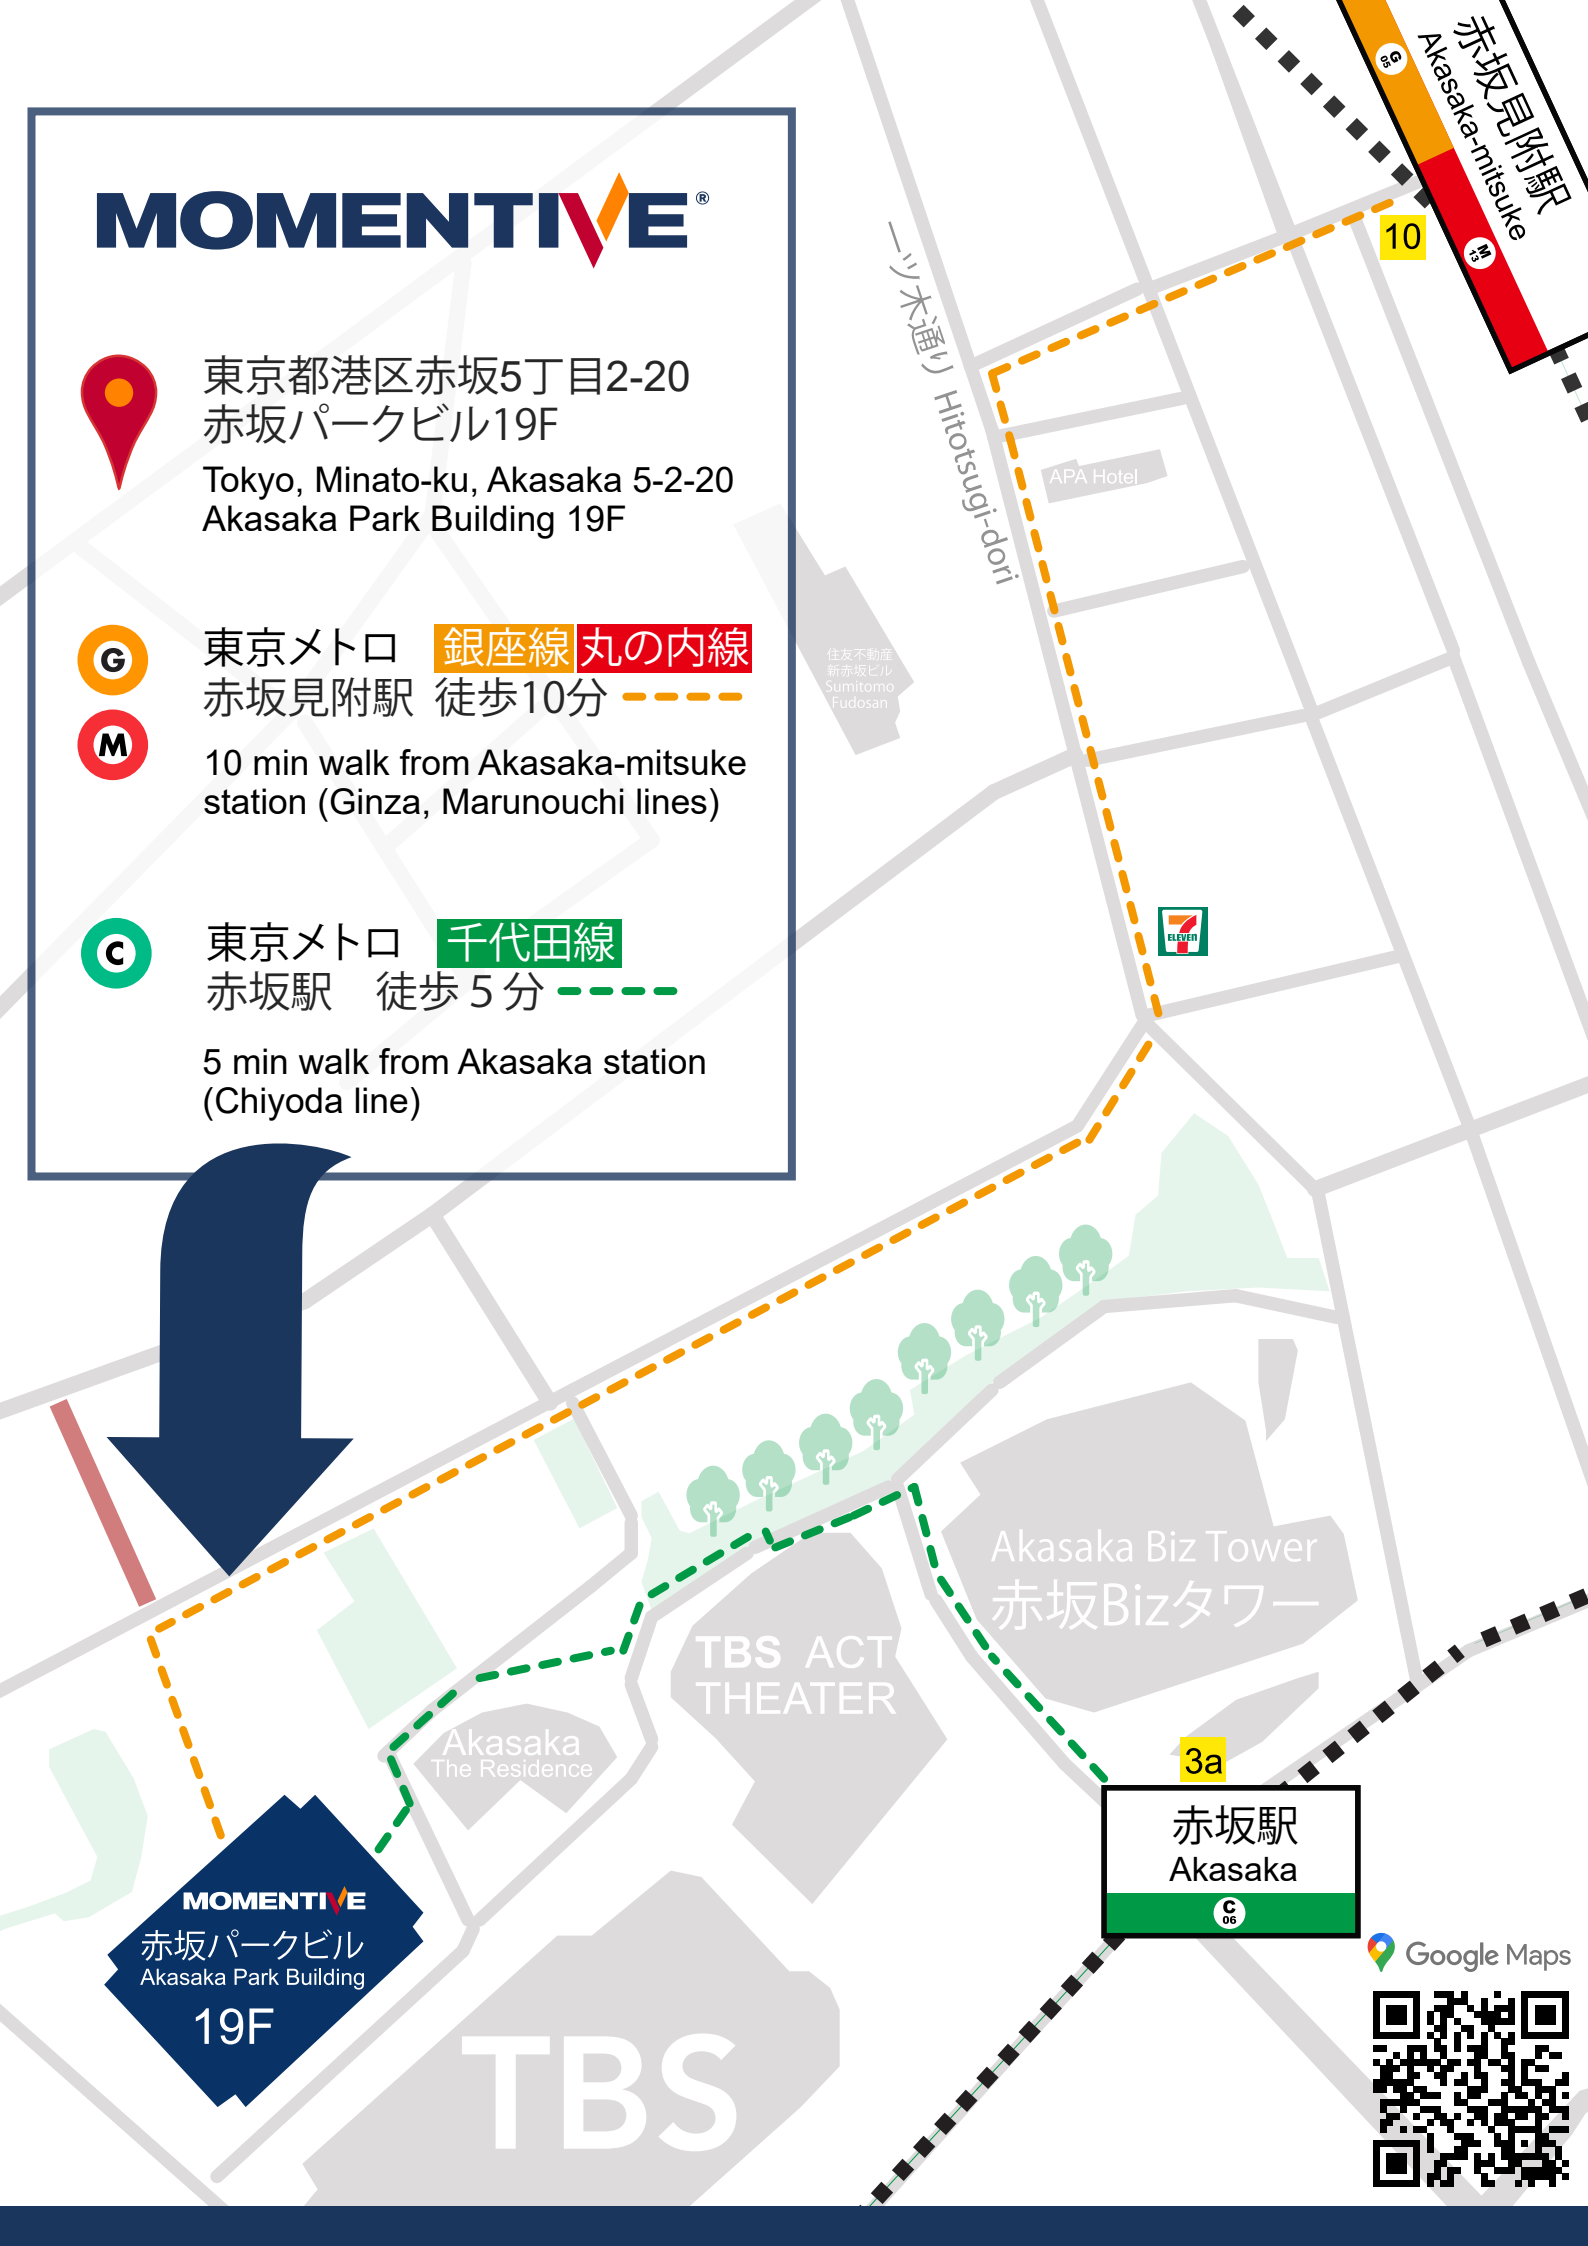 MOMENTIVE®
東京都港区赤坂5丁目2-20
赤坂パークビル19F
Tokyo, Minato-ku, Akasaka 5-2-20
Akasaka Park Building 19F
G
M
東京メトロ 銀座線 丸の内線
赤坂見附駅 徒歩10分
10 min walk from Akasaka-mitsuke
station (Ginza, Marunouchi lines)
C
東京メトロ 千代田線
赤坂駅 徒歩5分
5 min walk from Akasaka station
(Chiyoda line)
赤坂見附駅
Akasaka-mitsuke
G
05
M
13
10
一ツ木通り Hitotsugi-dori
APA Hotel
住友不動産
新赤坂ビル
Sumitomo
Fudosan
7
ELEVEn
Akasaka Biz Tower
赤坂Bizタワー
TBS ACT
THEATER
Akasaka
The Residence
3a
赤坂駅
Akasaka
C
06
MOMENTIVE
赤坂パークビル
Akasaka Park Building
19F
TBS
Google Maps